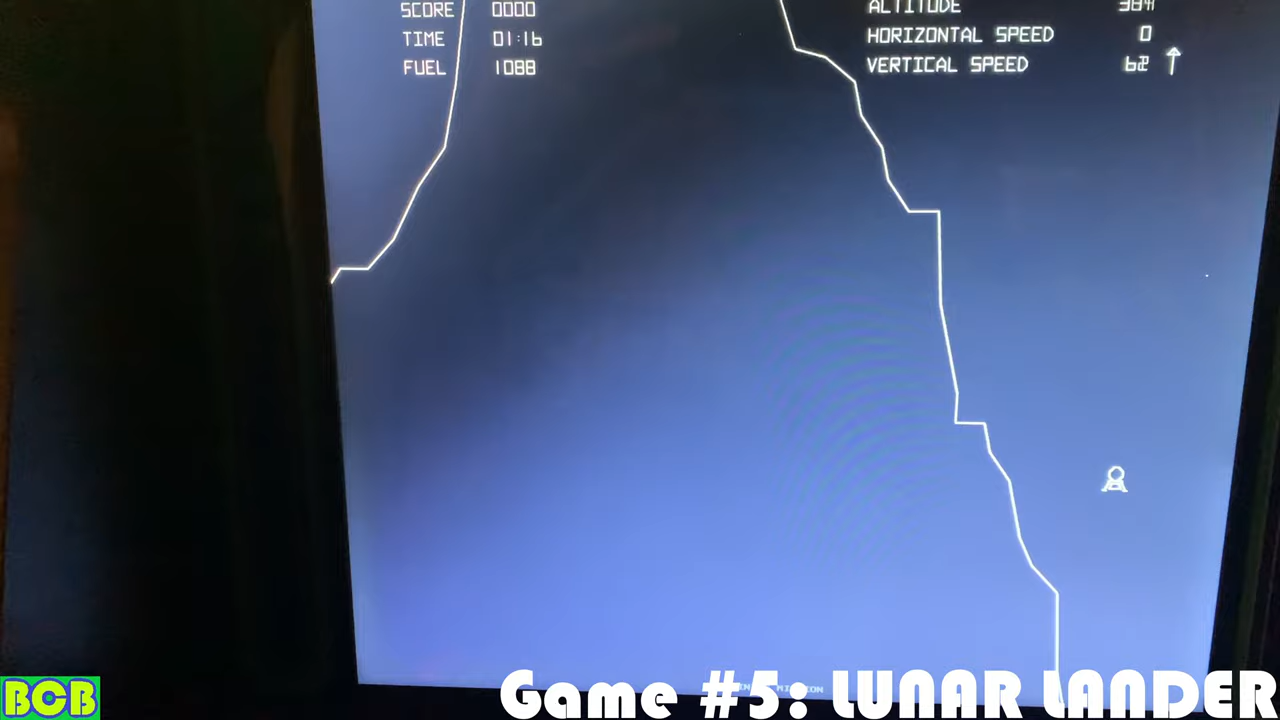 SCORE 0000
TIME 01:16
FUEL 1088
ALTITUDE
HORIZONTAL SPEED 0
VERTICAL SPEED 62 ↑
BCB
Game #5: LUNAR LANDER